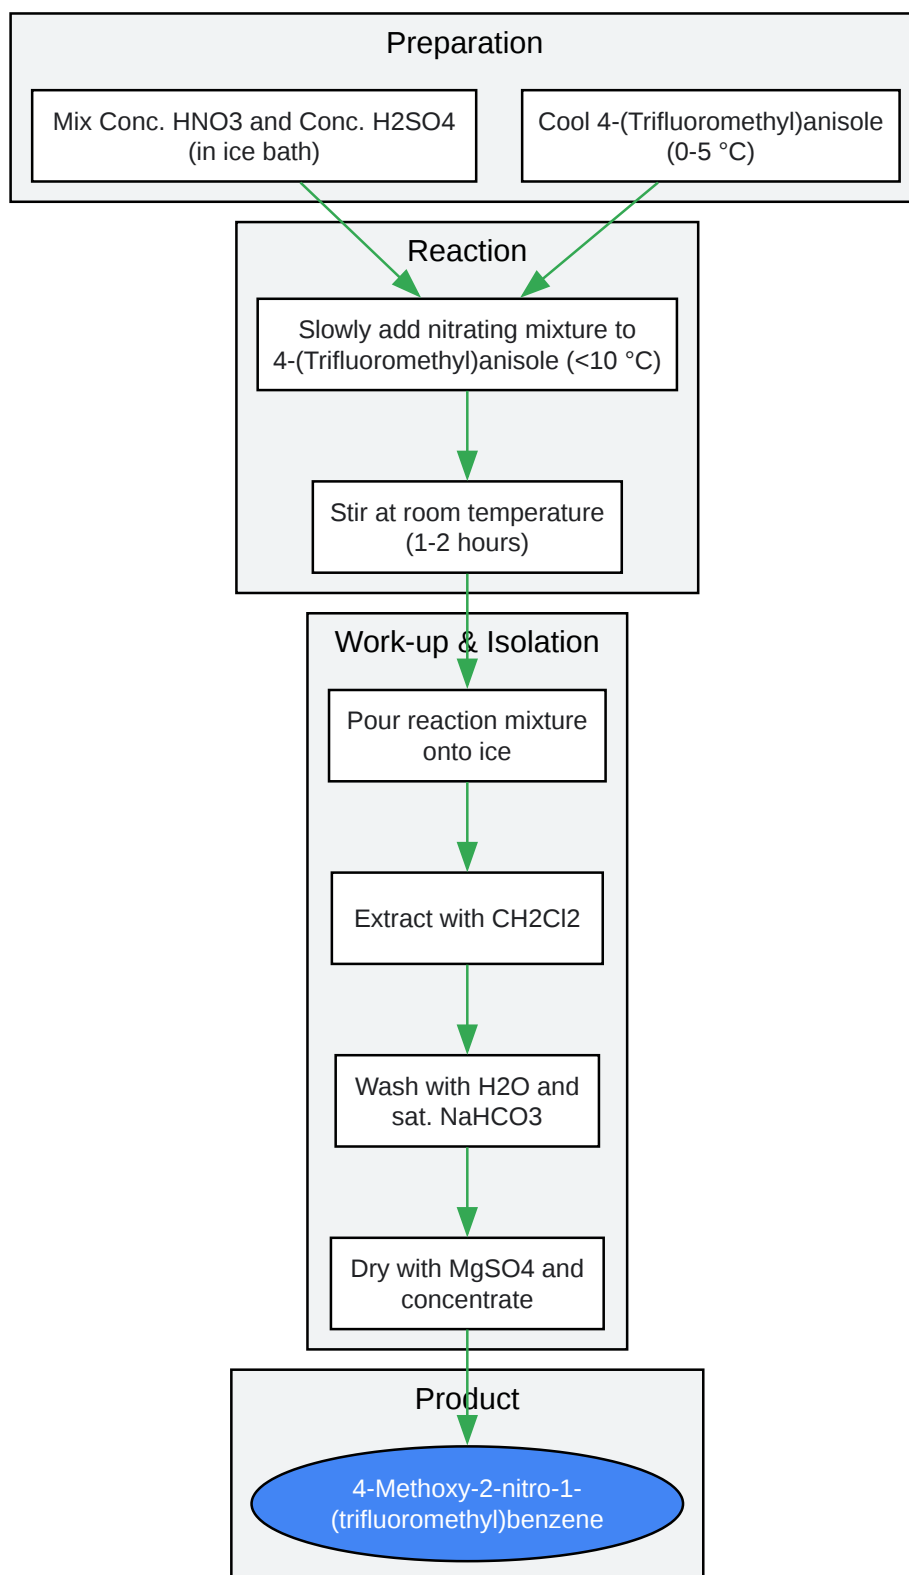 Preparation
Mix Conc. HNO3 and Conc. H2SO4
(in ice bath)
Cool 4-(Trifluoromethyl)anisole
(0-5 °C)
Reaction
Slowly add nitrating mixture to
4-(Trifluoromethyl)anisole (<10 °C)
Stir at room temperature
(1-2 hours)
Work-up & Isolation
Pour reaction mixture
onto ice
Extract with CH2Cl2
Wash with H2O and
sat. NaHCO3
Dry with MgSO4 and
concentrate
Product
4-Methoxy-2-nitro-1-
(trifluoromethyl)benzene